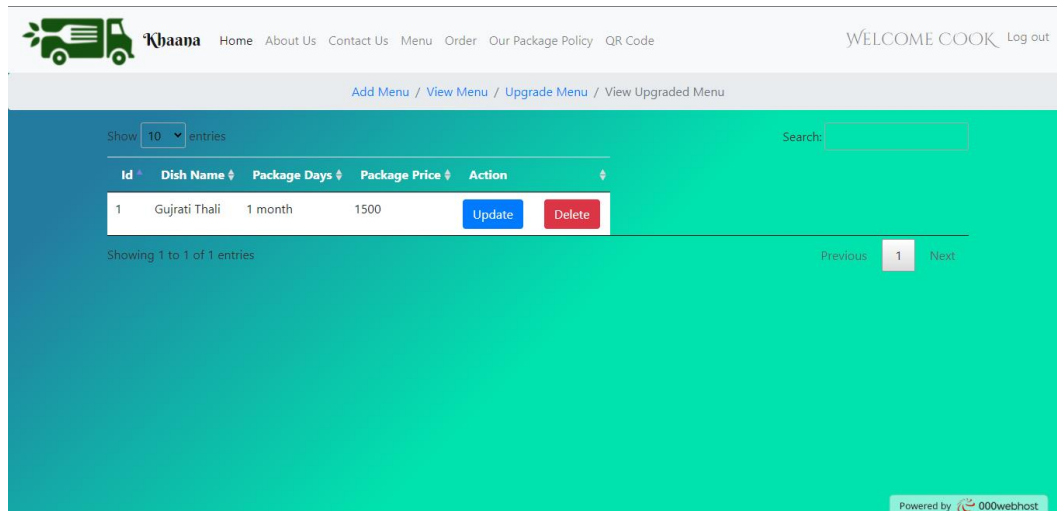 Khaana Home About Us Contact Us Menu Order Our Package Policy QR Code WELCOME COOK Log out
Add Menu / View Menu / Upgrade Menu / View Upgraded Menu
Show 10 entries Search:
Id Dish Name Package Days Package Price Action
1 Gujrati Thali 1 month 1500 Update Delete
Showing 1 to 1 of 1 entries Previous 1 Next
Powered by 000webhost